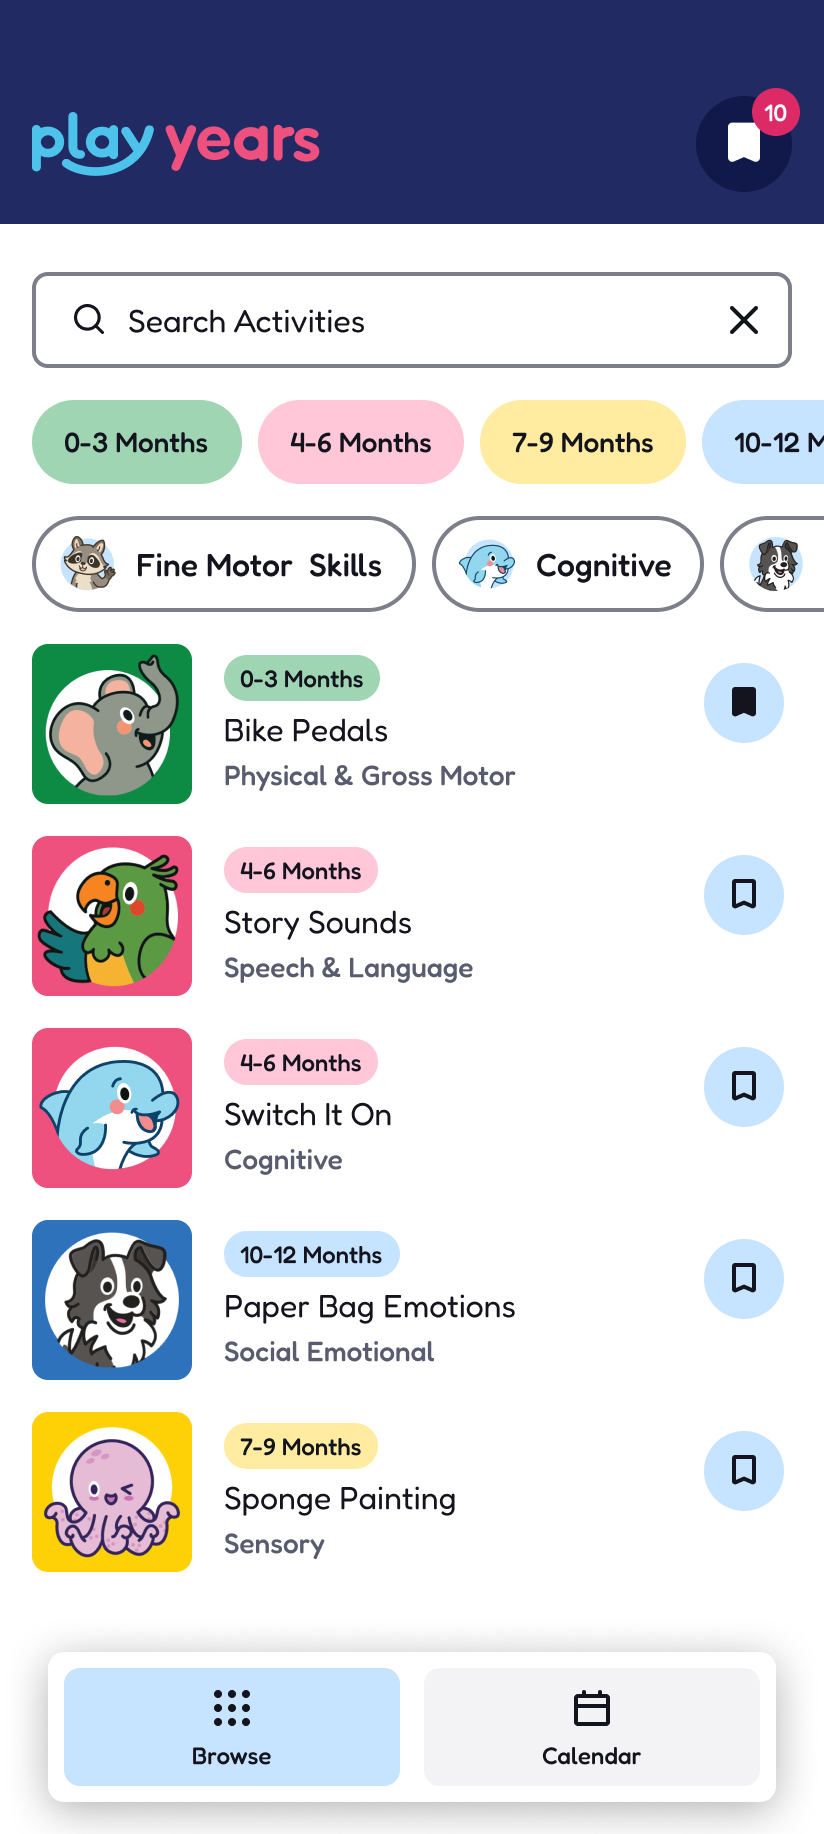 play years
10
Search Activities
0-3 Months
4-6 Months
7-9 Months
10-12 M
Fine Motor Skills
Cognitive
0-3 Months
Bike Pedals
Physical & Gross Motor
4-6 Months
Story Sounds
Speech & Language
4-6 Months
Switch It On
Cognitive
10-12 Months
Paper Bag Emotions
Social Emotional
7-9 Months
Sponge Painting
Sensory
Browse
Calendar